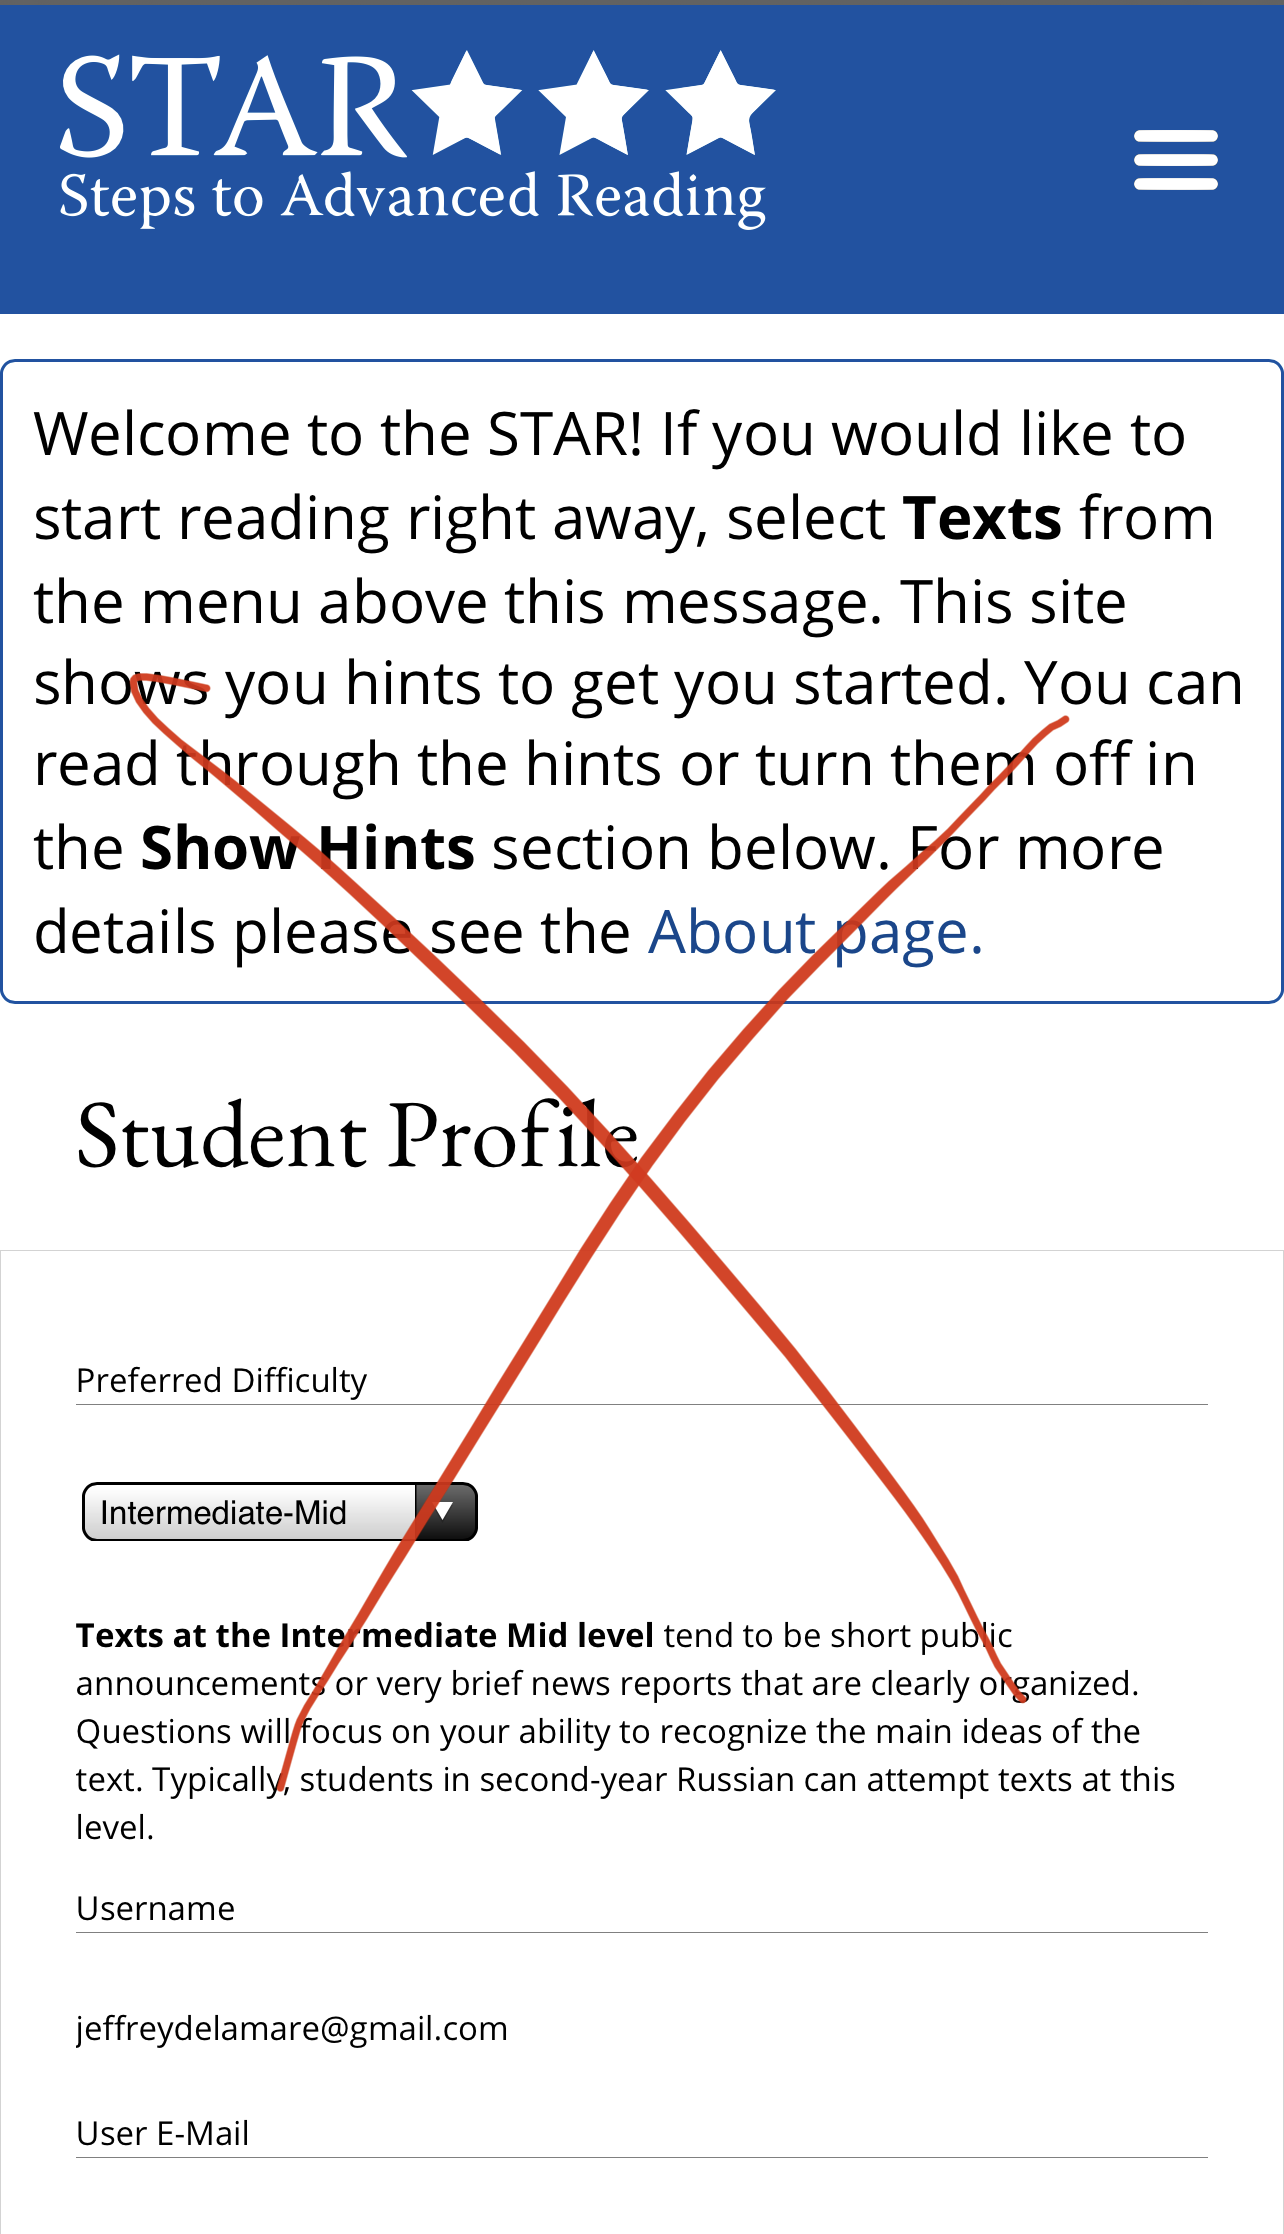 STAR
Steps to Advanced Reading
Welcome to the STAR! If you would like to
start reading right away, select Texts from
the menu above this message. This site
shows you hints to get you started. You can
read through the hints or turn them off in
the Show Hints section below. For more
details please see the About page.
Student Profile
Preferred Difficulty
Intermediate-Mid
Texts at the Intermediate Mid level tend to be short public
announcements or very brief news reports that are clearly organized.
Questions will focus on your ability to recognize the main ideas of the
text. Typically, students in second-year Russian can attempt texts at this
level.
Username
jeffreydelamare@gmail.com
User E-Mail